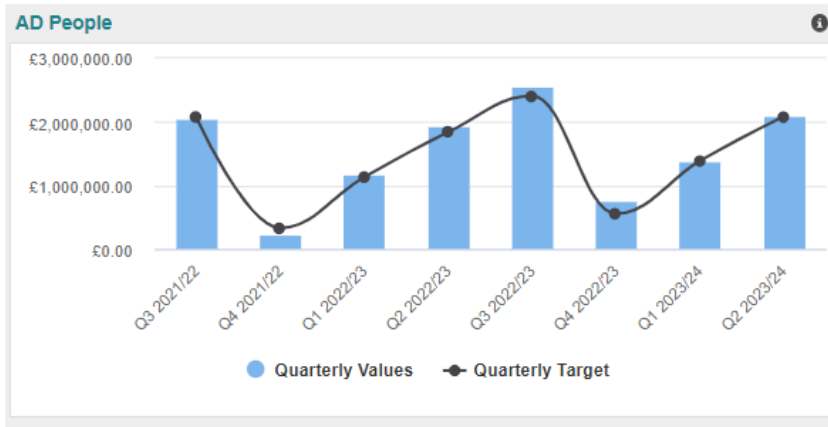 AD People
£3,000,000.00
£2,000,000.00
£1,000,000.00
£0.00
Q3 2021/22
Q4 2021/22
Q1 2022/23
Q2 2022/23
Q3 2022/23
Q4 2022/23
Q1 2023/24
Q2 2023/24
Quarterly Values
Quarterly Target